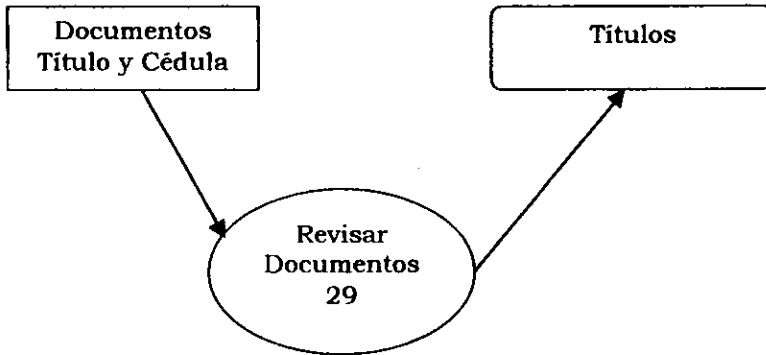 Documentos
Título y Cédula
Títulos
Revisar
Documentos
29